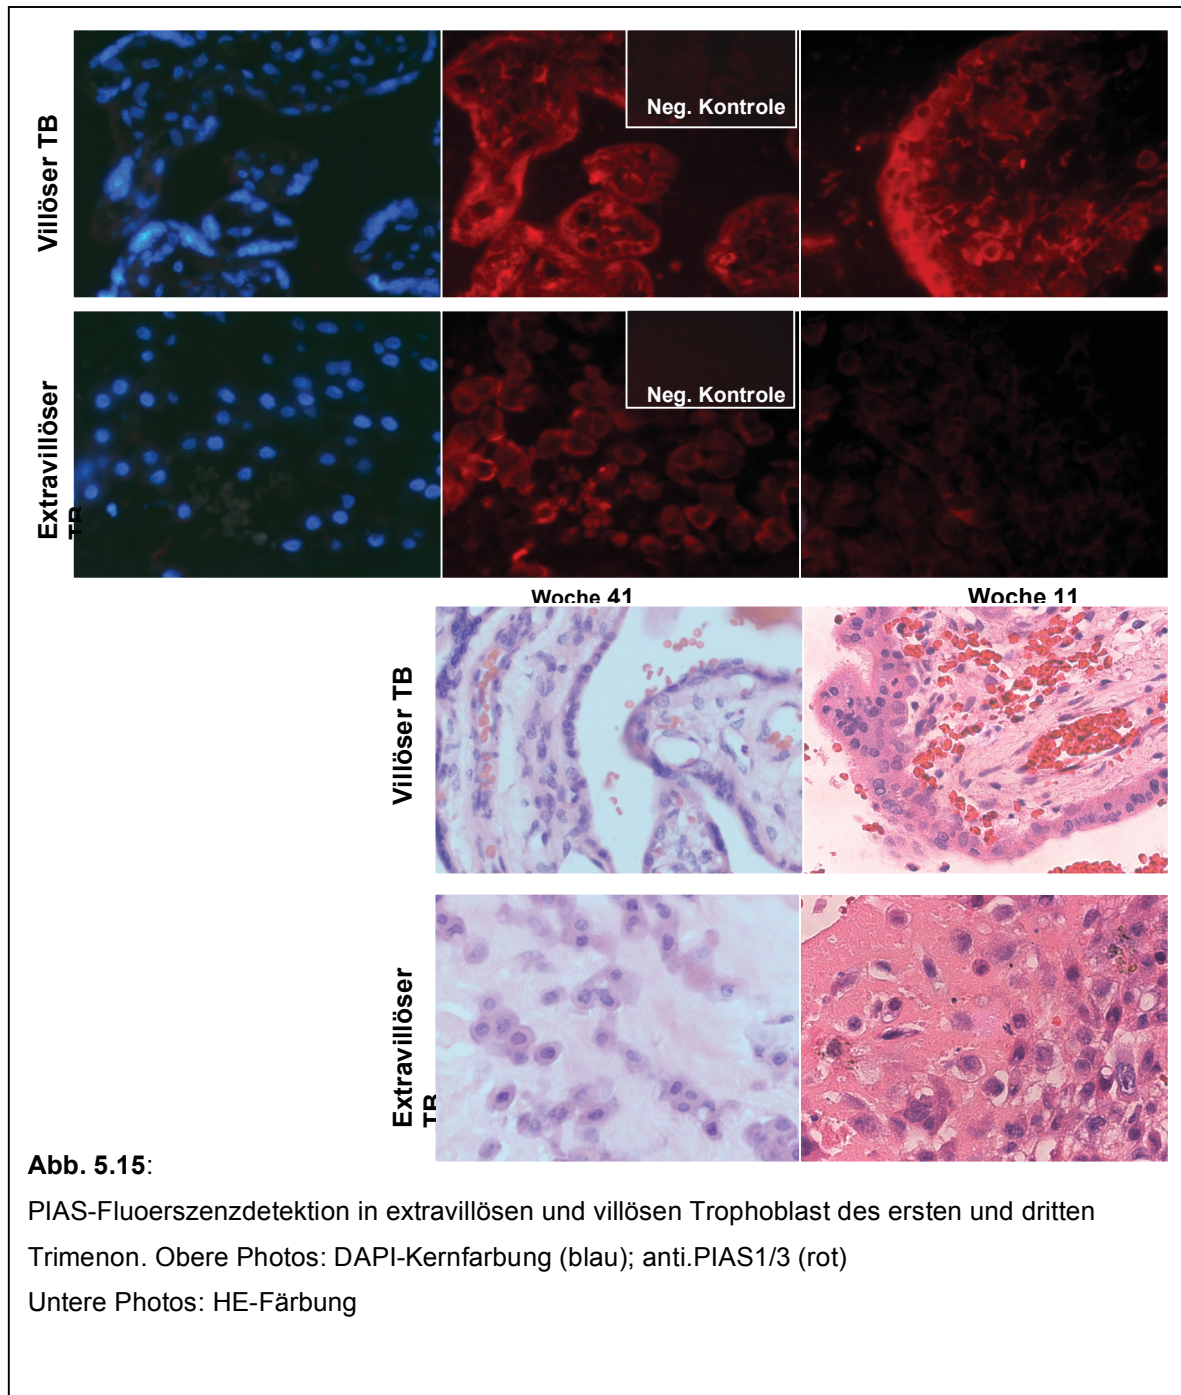 Villöser TB
Neg. Kontrole
Extravillöser
TB
Neg. Kontrole
Woche 41
Woche 11
Villöser TB
Extravillöser
TB
Abb. 5.15:
PIAS-Fluoerszenzdetektion in extravillösen und villösen Trophoblast des ersten und dritten
Trimenon. Obere Photos: DAPI-Kernfarbung (blau); anti.PIAS1/3 (rot)
Untere Photos: HE-Färbung